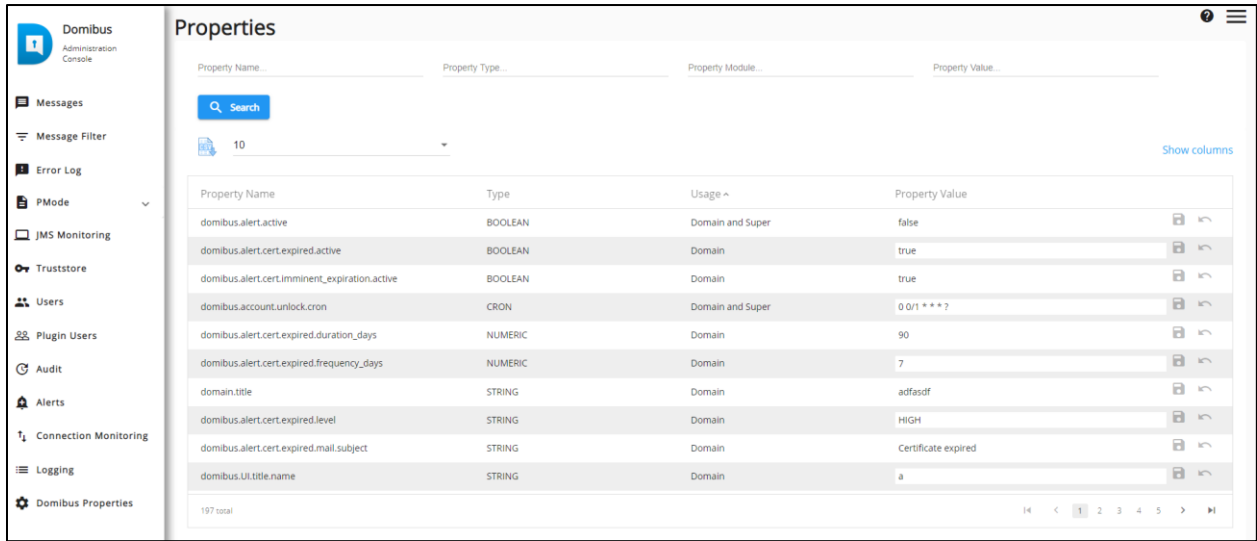 Domibus
Administration
Console
Messages
Message Filter
Error Log
PMode
JMS Monitoring
Truststore
Users
Plugin Users
Audit
Alerts
Connection Monitoring
Logging
Domibus Properties
Properties
Property Name... Property Type... Property Module... Property Value...
Search
10
Show columns
Property Name Type Usage Property Value
domibus.alert.active BOOLEAN Domain and Super false
domibus.alert.cert.expired.active BOOLEAN Domain true
domibus.alert.cert.imminent_expiration.active BOOLEAN Domain true
domibus.account.unlock.cron CRON Domain and Super 0 0/1 * * * ?
domibus.alert.cert.expired.duration_days NUMERIC Domain 90
domibus.alert.cert.expired.frequency_days NUMERIC Domain 7
domain.title STRING Domain adfasdf
domibus.alert.cert.expired.level STRING Domain HIGH
domibus.alert.cert.expired.mail.subject STRING Domain Certificate expired
domibus.UI.title.name STRING Domain a
197 total 1 2 3 4 5